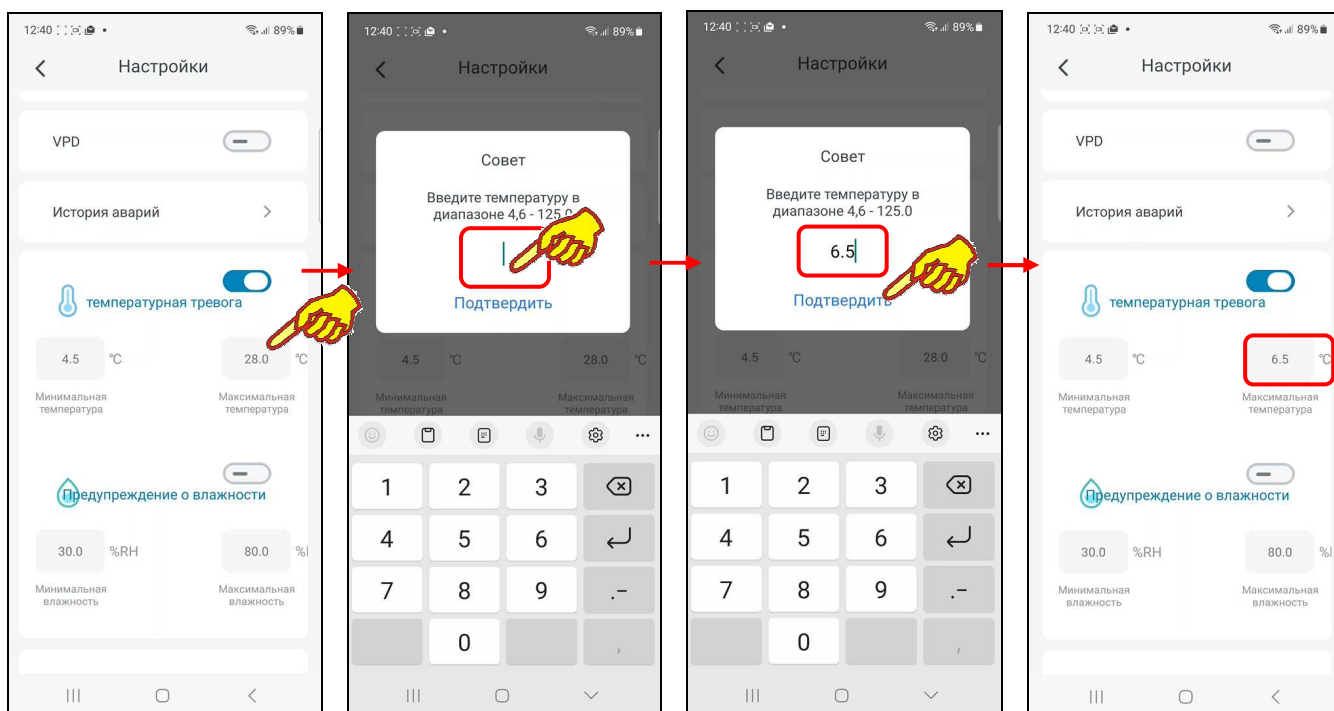 12:40 89%
Настройки
VPD
История аварий
температурная тревога
4.5 °C 28.0 °C
Минимальная Максимальная
температура температура
Предупреждение о влажности
30.0 %RH 80.0
Минимальная Максимальная
влажность влажность
12:40 89%
Настройки
Совет
Введите температуру в
диапазоне 4,6 - 125.0
Подтвердить
4.5 °C 28.0 °C
Минимальная Максимальная
температура температура
1 2 3
4 5 6
7 8 9 .-
0 ,
12:40 89%
Настройки
Совет
Введите температуру в
диапазоне 4,6 - 125.0
6.5
Подтвердить
4.5 °C 28.0 °C
Минимальная Максимальная
температура температура
1 2 3
4 5 6
7 8 9 .-
0 ,
12:40 89%
Настройки
VPD
История аварий
температурная тревога
4.5 °C 6.5 °C
Минимальная Максимальная
температура температура
Предупреждение о влажности
30.0 %RH 80.0
Минимальная Максимальная
влажность влажность